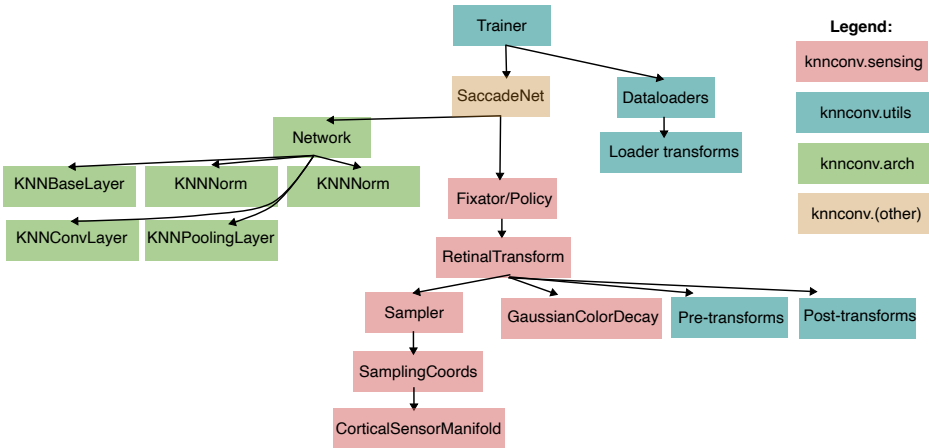 Trainer
Legend:
knnconv.sensing
SaccadeNet
Dataloaders
knnconv.utils
Network
Loader transforms
knnconv.arch
KNNBaseLayer
KNNNorm
KNNNorm
Fixator/Policy
knnconv.(other)
KNNConvLayer
KNNPoolingLayer
RetinalTransform
Sampler
GaussianColorDecay
Pre-transforms
Post-transforms
SamplingCoords
CorticalSensorManifold